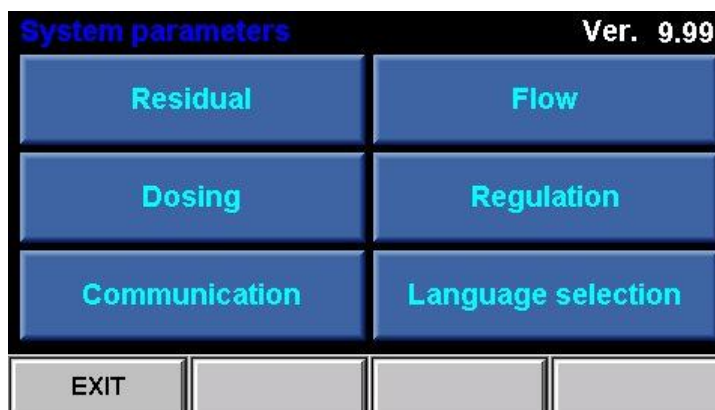 System parameters Ver. 9.99
Residual Flow
Dosing Regulation
Communication Language selection
EXIT